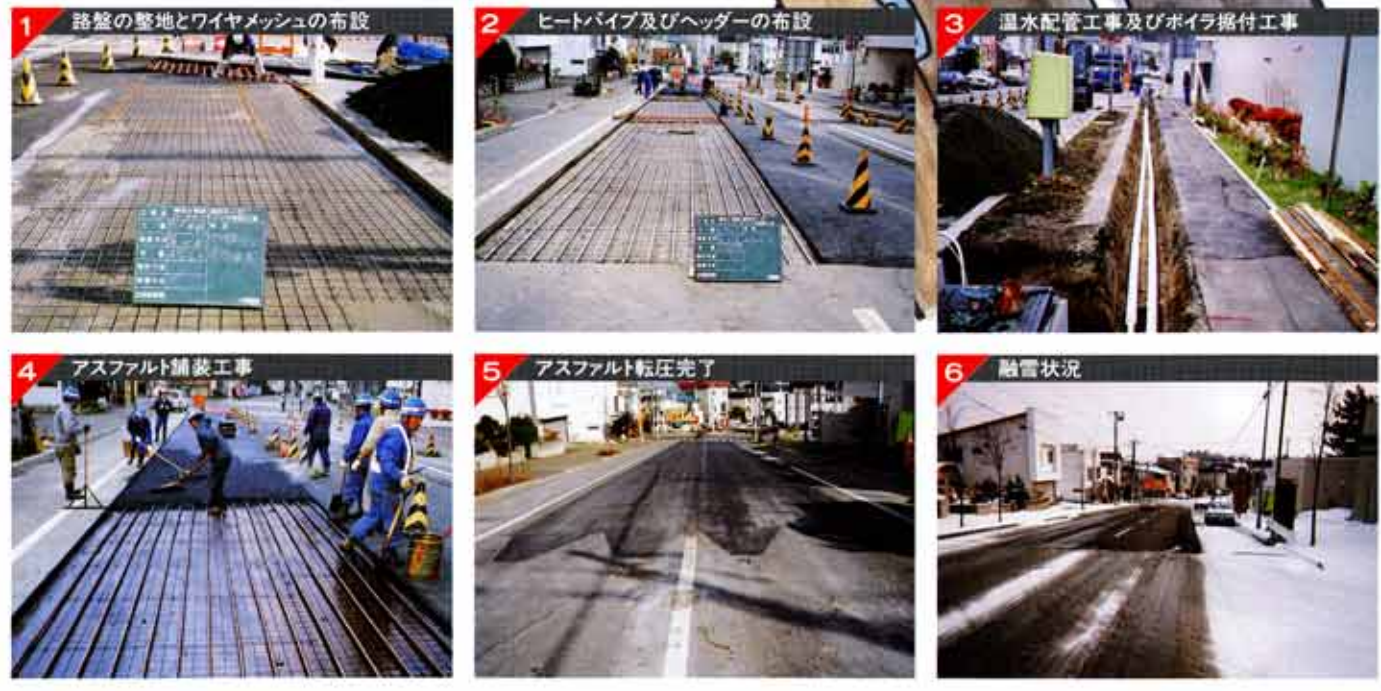 1 路盤の整地とワイヤメッシュの布設
2 ヒートパイプ及びヘッダーの布設
3 温水配管工事及びボイラ据付工事
4 アスファルト舗装工事
5 アスファルト転圧完了
6 融雪状況